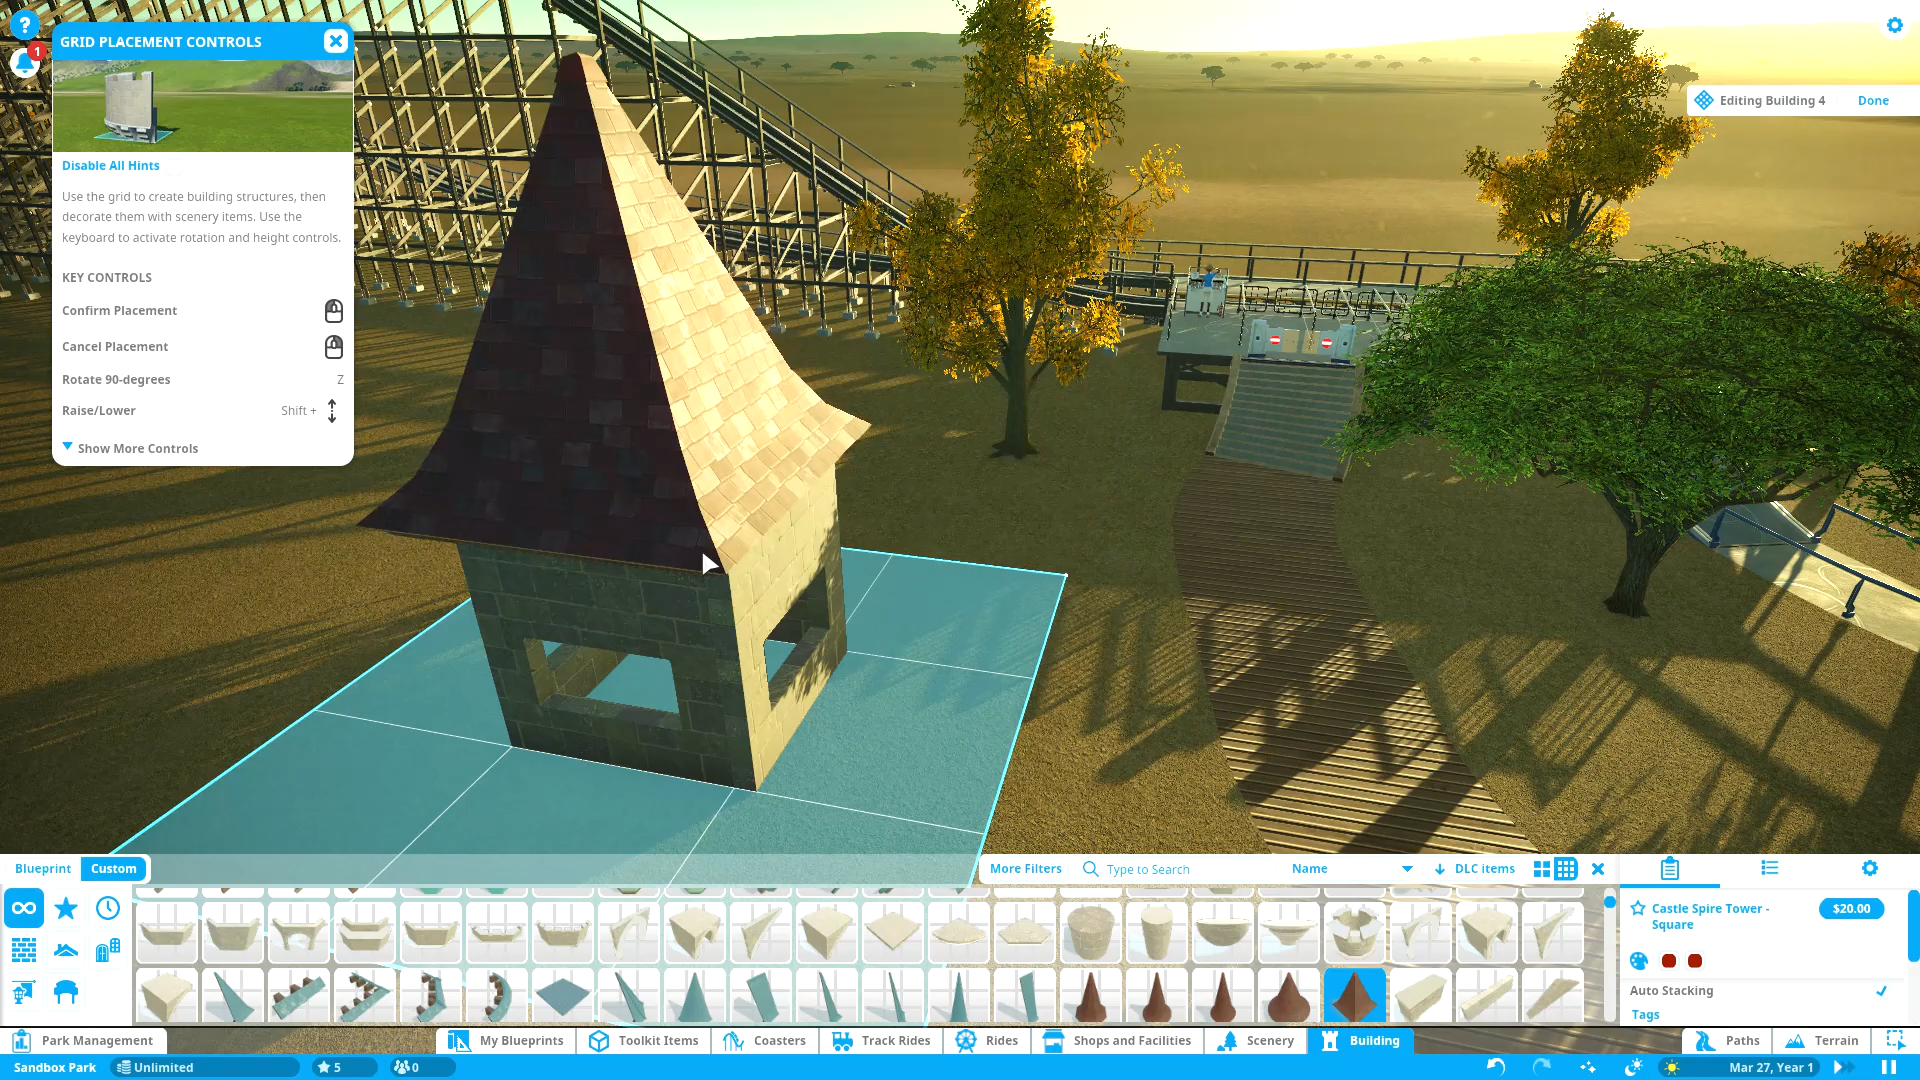 ?
1
GRID PLACEMENT CONTROLS
Disable All Hints
Use the grid to create building structures, then
decorate them with scenery items. Use the
keyboard to activate rotation and height controls.
KEY CONTROLS
Confirm Placement
Cancel Placement
Rotate 90-degrees Z
Raise/Lower Shift +
Show More Controls
Editing Building 4 Done
Blueprint Custom
More Filters Type to Search Name DLC items
Castle Spire Tower - $20.00
Square
Auto Stacking
Tags
Park Management My Blueprints Toolkit Items Coasters Track Rides Rides Shops and Facilities Scenery Building Paths Terrain
Sandbox Park Unlimited 5 0 Mar 27, Year 1